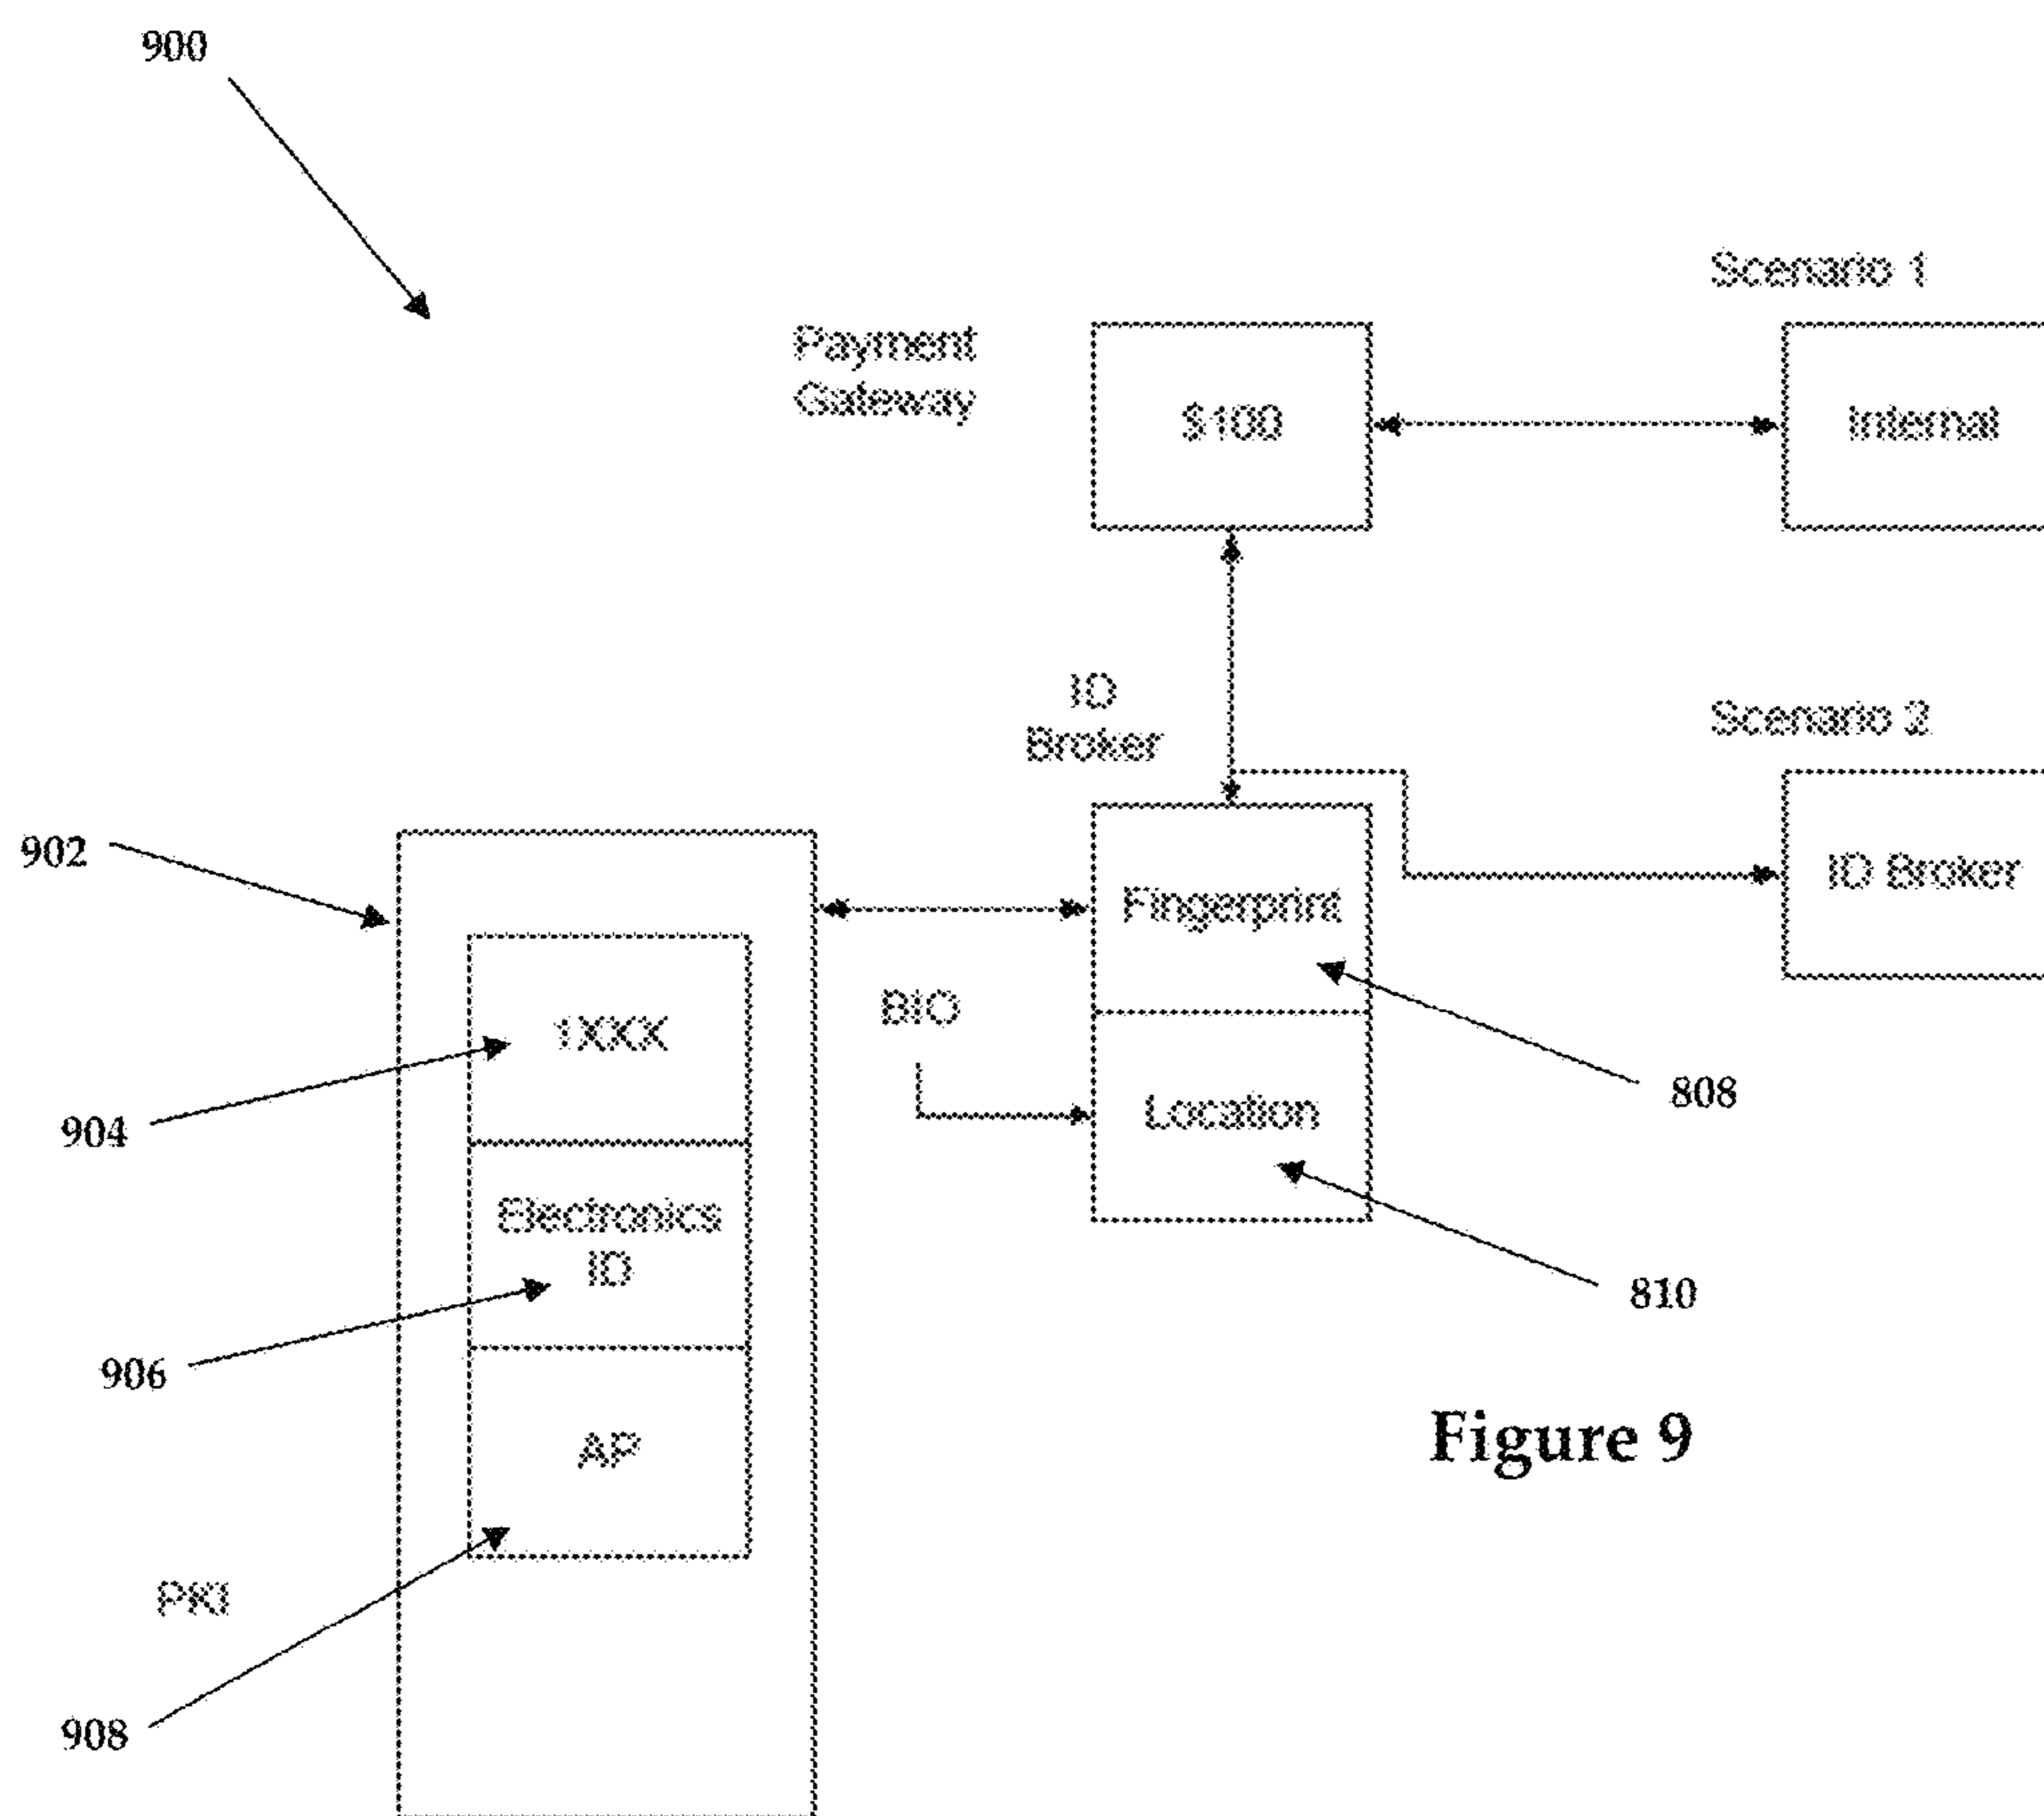 900
Scenario 1
Payment
Gateway
$100
Internal
ID
Broker
Scenario 2
902
Fingerprint
ID Broker
1XXX
BIO
904
Location
808
Electronics
ID
906
810
AP
Figure 9
PKI
908